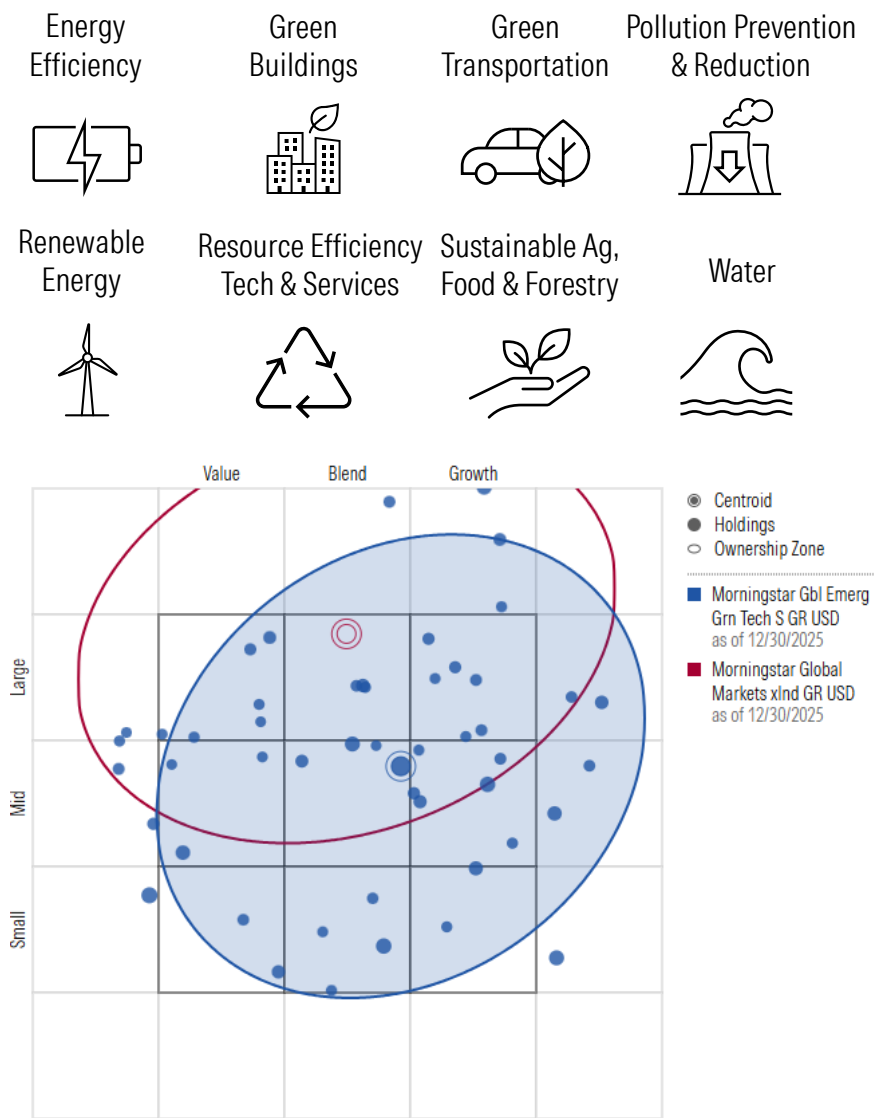 Energy
Efficiency
Green
Buildings
Green
Transportation
Pollution Prevention
& Reduction
Renewable
Energy
Resource Efficiency
Tech & Services
Sustainable Ag,
Food & Forestry
Water
Value
Blend
Growth
Large
Mid
Small
Centroid
Holdings
Ownership Zone
Morningstar Gbl Emerg
Grn Tech S GR USD
as of 12/30/2025
Morningstar Global
Markets xInd GR USD
as of 12/30/2025